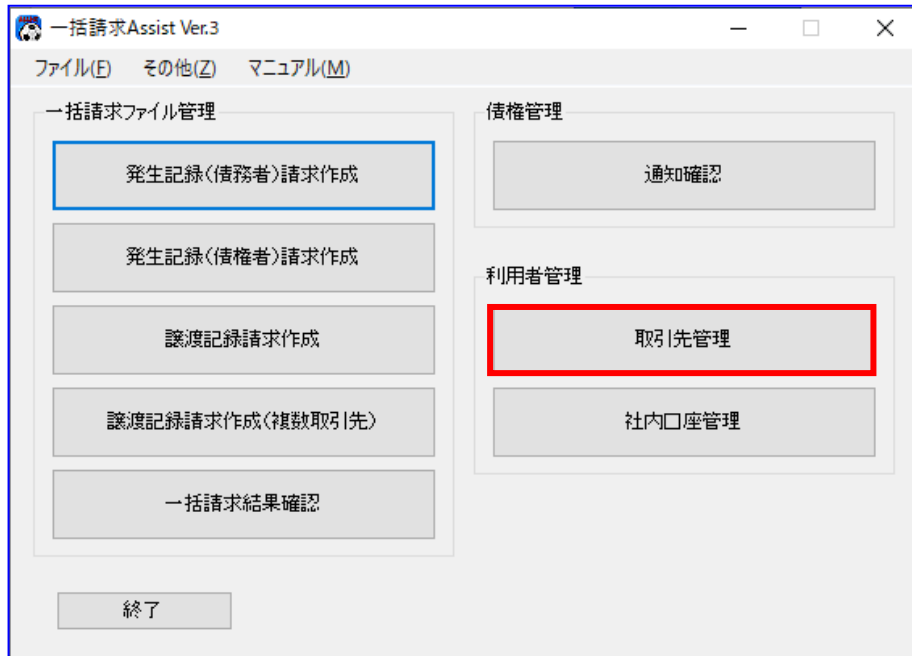 一括請求Assist Ver.3
ファイル(F) その他(Z) マニュアル(M)
一括請求ファイル管理
発生記録(債務者)請求作成
発生記録(債権者)請求作成
譲渡記録請求作成
譲渡記録請求作成(複数取引先)
一括請求結果確認
債権管理
通知確認
利用者管理
取引先管理
社内口座管理
終了